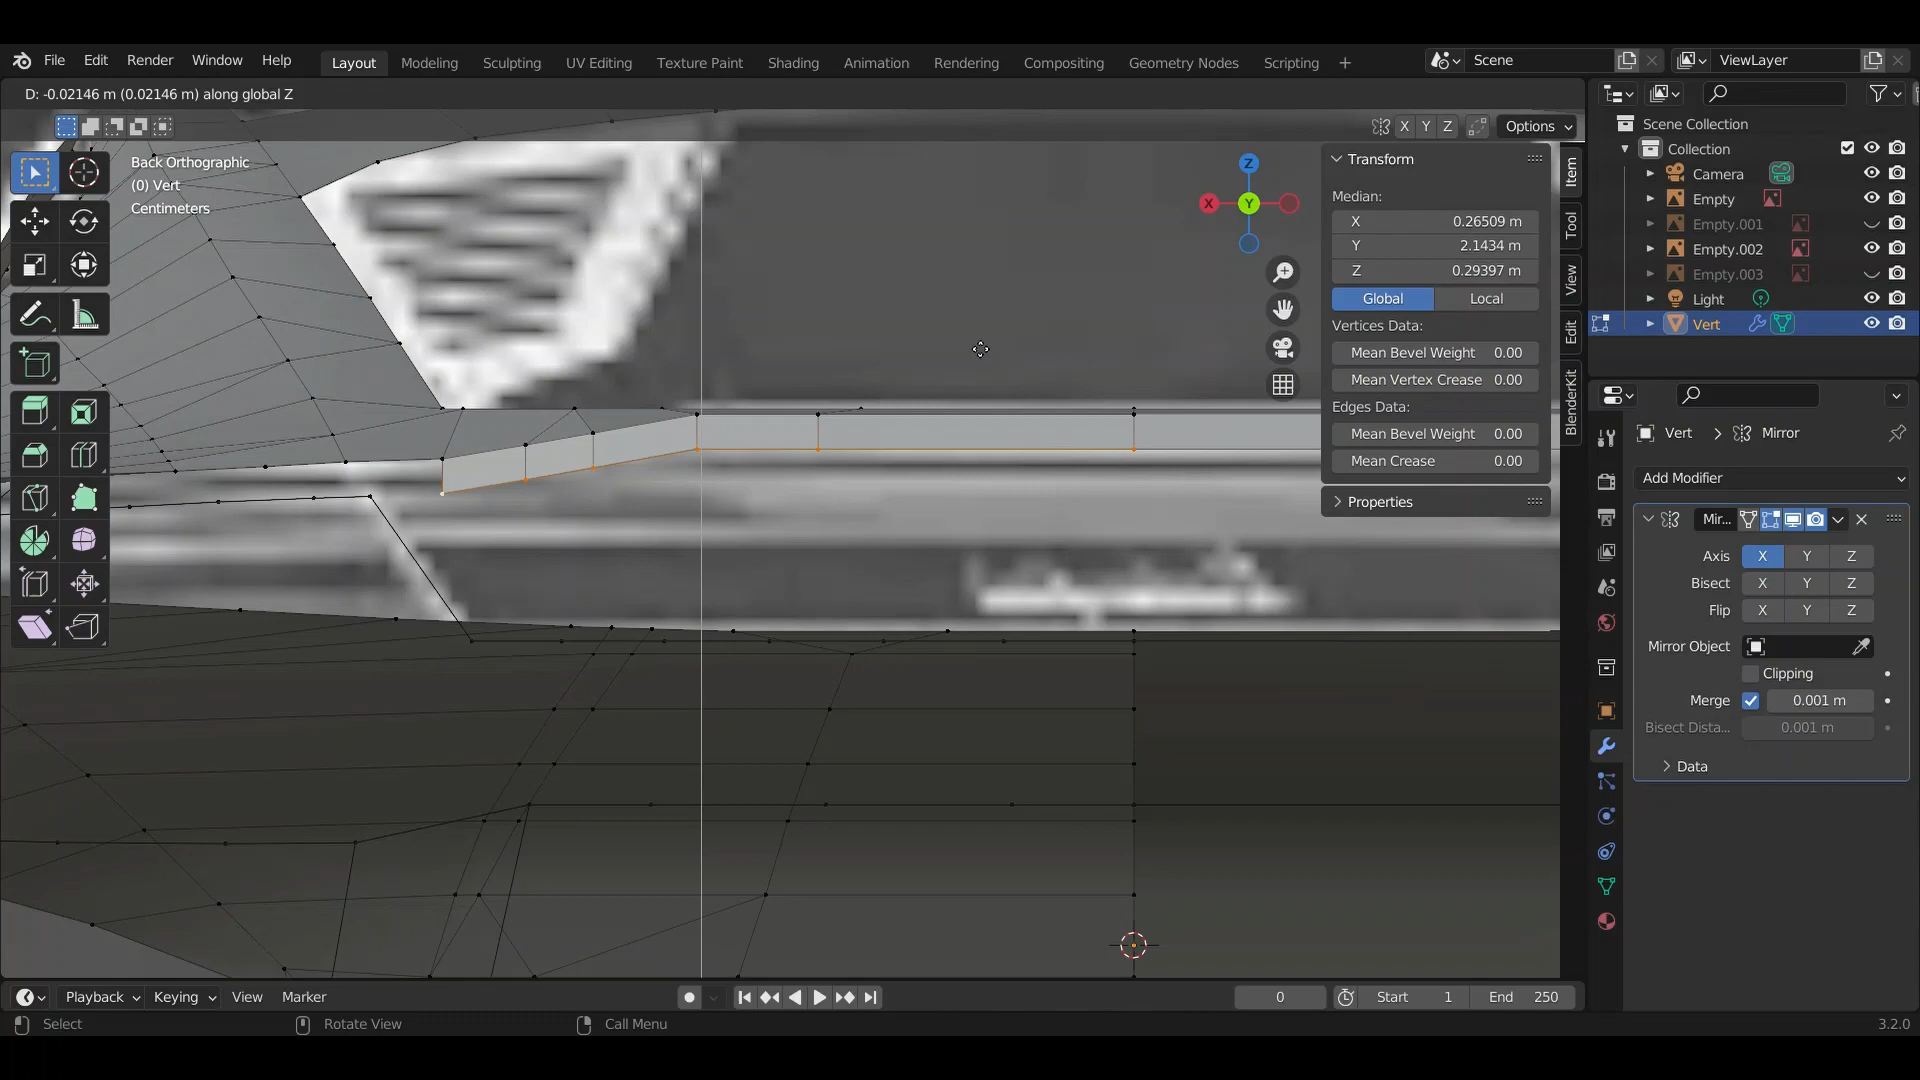 File Edit Render Window Help Layout Modeling Sculpting UV Editing Texture Paint Shading Animation Rendering Compositing Geometry Nodes Scripting + Scene ViewLayer
D: -0.02146 m (0.02146 m) along global Z
X Y Z Options
Back Orthographic
(0) Vert
Centimeters
Z
X
Y
Transform
Median:
X 0.26509 m
Y 2.1434 m
Z 0.29397 m
Global Local
Vertices Data:
Mean Bevel Weight 0.00
Mean Vertex Crease 0.00
Edges Data:
Mean Bevel Weight 0.00
Mean Crease 0.00
Properties
Item
Tool
View
Edit
BlenderKit
Scene Collection
Collection
Camera
Empty
Empty.001
Empty.002
Empty.003
Light
Vert
Vert > Mirror
Add Modifier
Mir...
Axis X Y Z
Bisect X Y Z
Flip X Y Z
Mirror Object
Clipping
Merge 0.001 m
Bisect Dista... 0.001 m
Data
Playback Keying View Marker 0 Start 1 End 250
Select Rotate View Call Menu 3.2.0